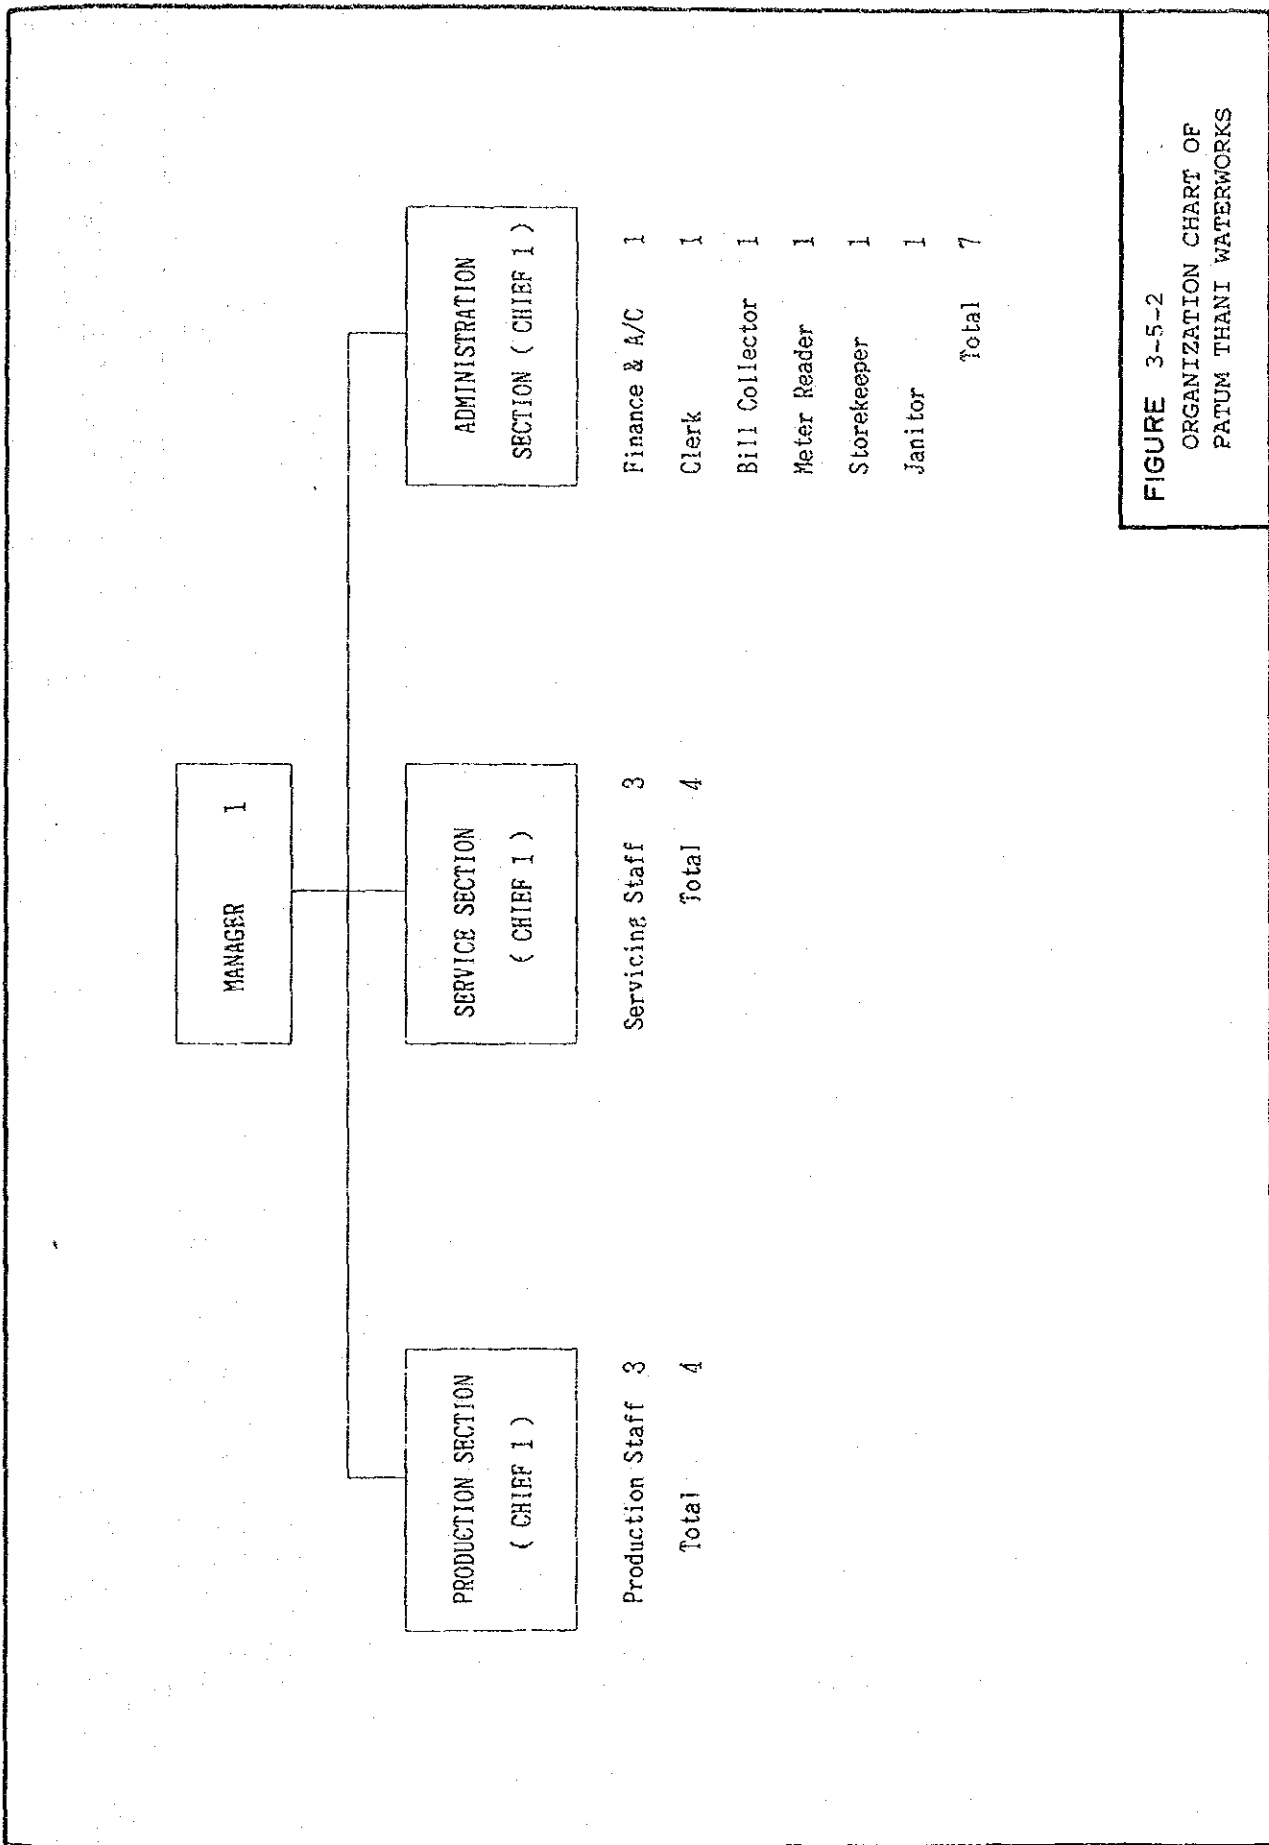 MANAGER 1
PRODUCTION SECTION
( CHIEF 1 )
Production Staff 3
Total 4
SERVICE SECTION
( CHIEF 1 )
Servicing Staff 3
Total 4
ADMINISTRATION
SECTION ( CHIEF 1 )
Finance & A/C 1
Clerk 1
Bill Collector 1
Meter Reader 1
Storekeeper 1
Janitor 1
Total 7
FIGURE 3-5-2
ORGANIZATION CHART OF
PATUM THANI WATERWORKS